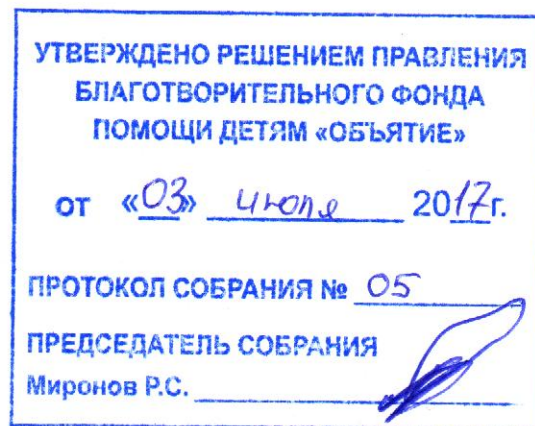 УТВЕРЖДЕНО РЕШЕНИЕМ ПРАВЛЕНИЯ
БЛАГОТВОРИТЕЛЬНОГО ФОНДА
ПОМОЩИ ДЕТЯМ «ОБЪЯТИЕ»
от «03» июля 2017г.
ПРОТОКОЛ СОБРАНИЯ № 05
ПРЕДСЕДАТЕЛЬ СОБРАНИЯ
Миронов Р.С.